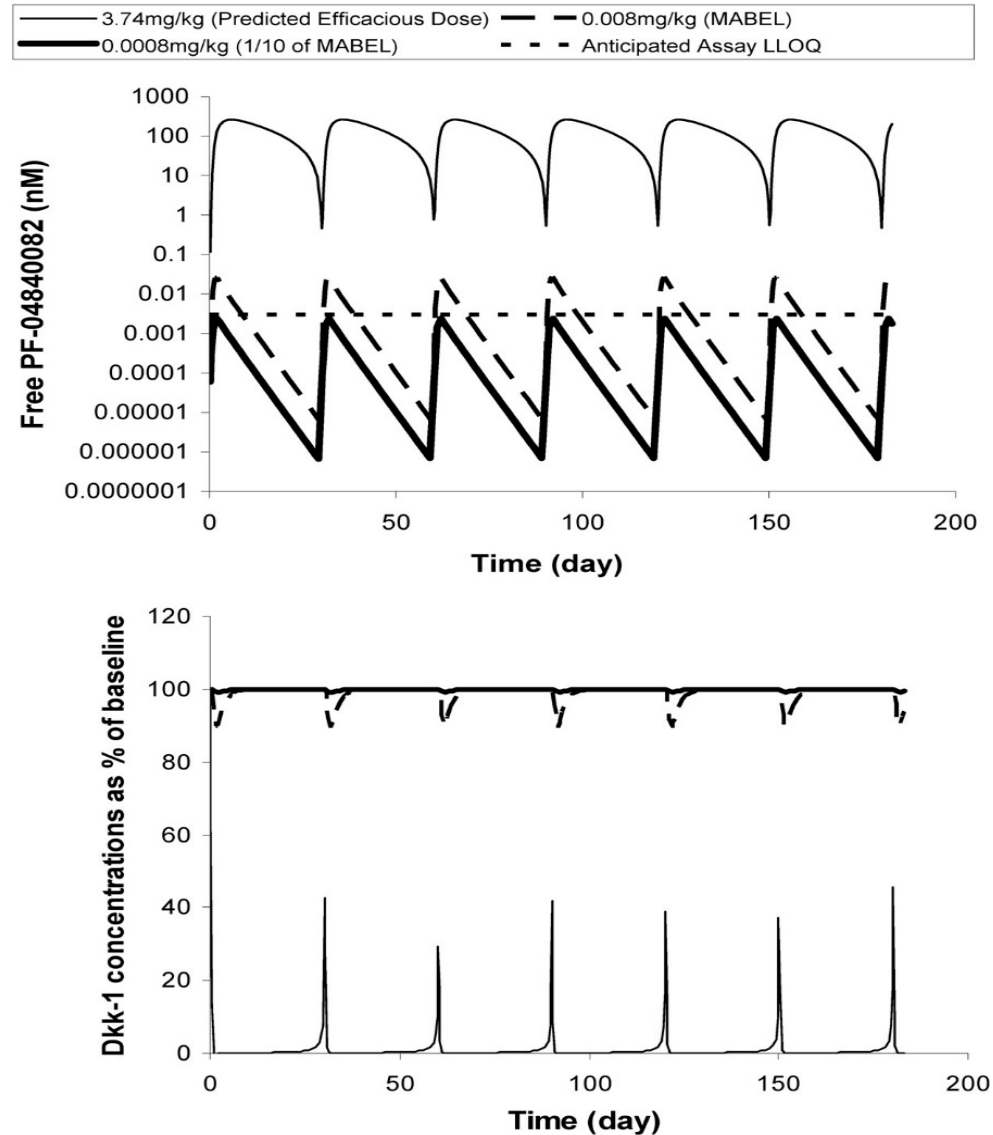 3.74mg/kg (Predicted Efficacious Dose) 0.008mg/kg (MABEL)
0.0008mg/kg (1/10 of MABEL) Anticipated Assay LLOQ
Free PF-04840082 (nM)
1000
100
10
1
0.1
0.01
0.001
0.0001
0.00001
0.000001
0.0000001
0 50 100 150 200
Time (day)
Dkk-1 concentrations as % of baseline
120
100
80
60
40
20
0
0 50 100 150 200
Time (day)